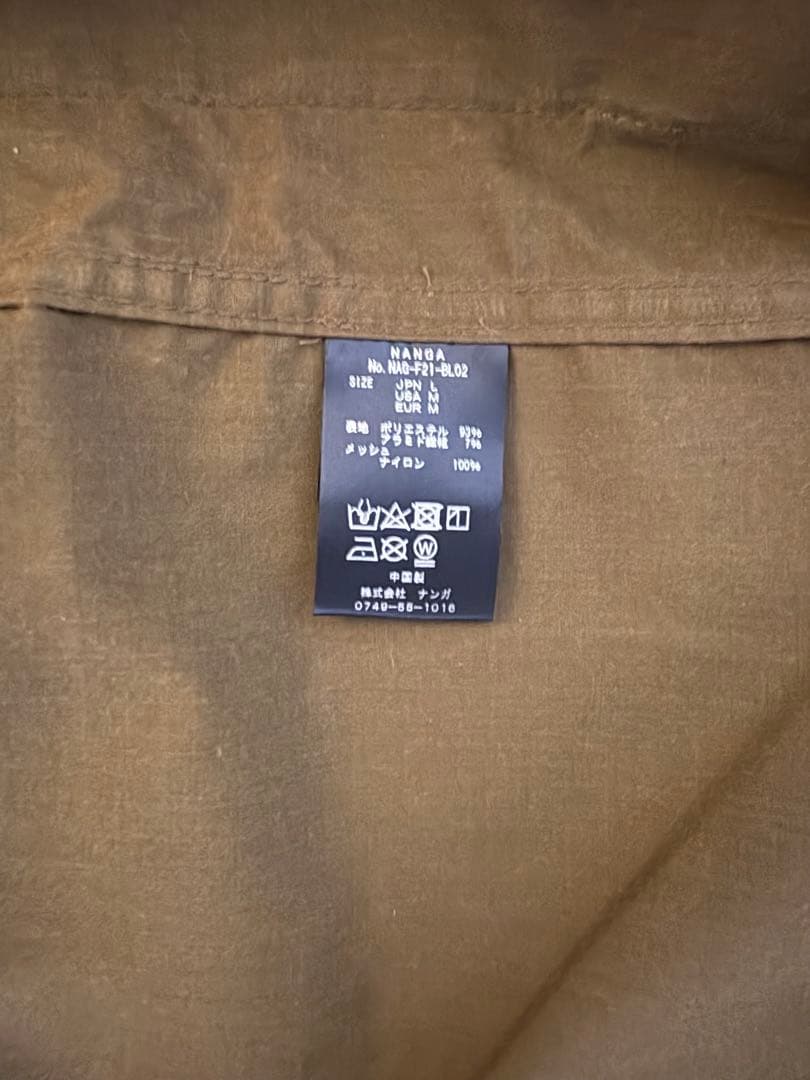 NANGA
No. NAG-F21-BL02
SIZE JPN L
USA M
EUR M
表地 ポリエステル 93%
アラミド繊維 7%
メッシュ
ナイロン 100%
W
中国製
株式会社 ナンガ
0749-55-1016